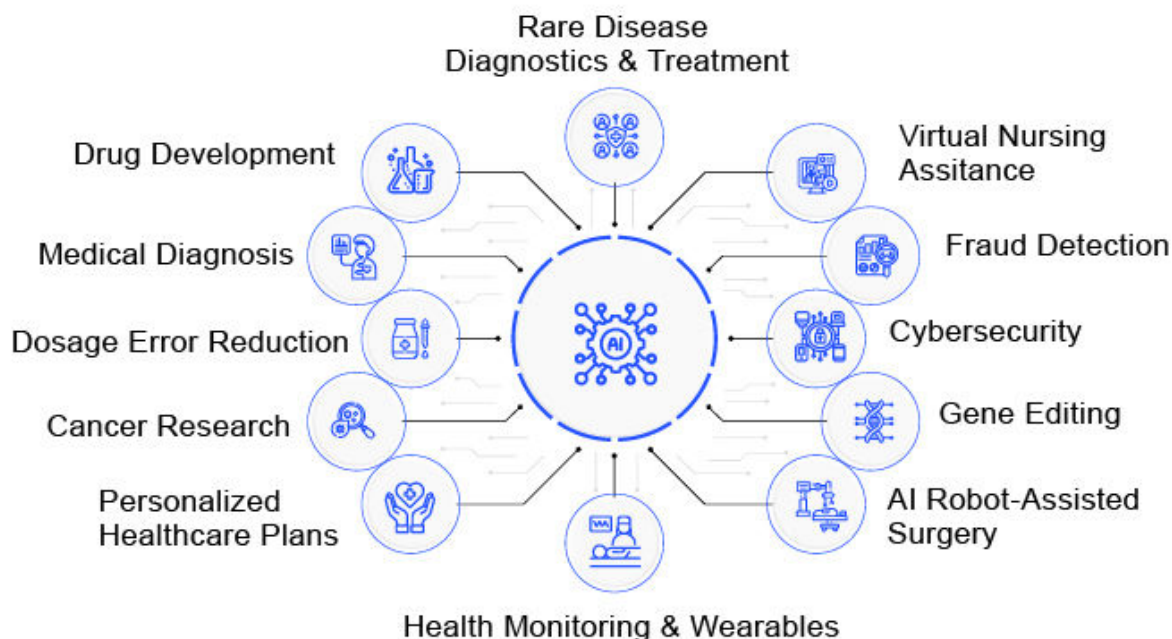 Rare Disease
Diagnostics & Treatment
Drug Development
Medical Diagnosis
Dosage Error Reduction
Cancer Research
Personalized
Healthcare Plans
AI
Virtual Nursing
Assitance
Fraud Detection
Cybersecurity
Gene Editing
AI Robot-Assisted
Surgery
Health Monitoring & Wearables